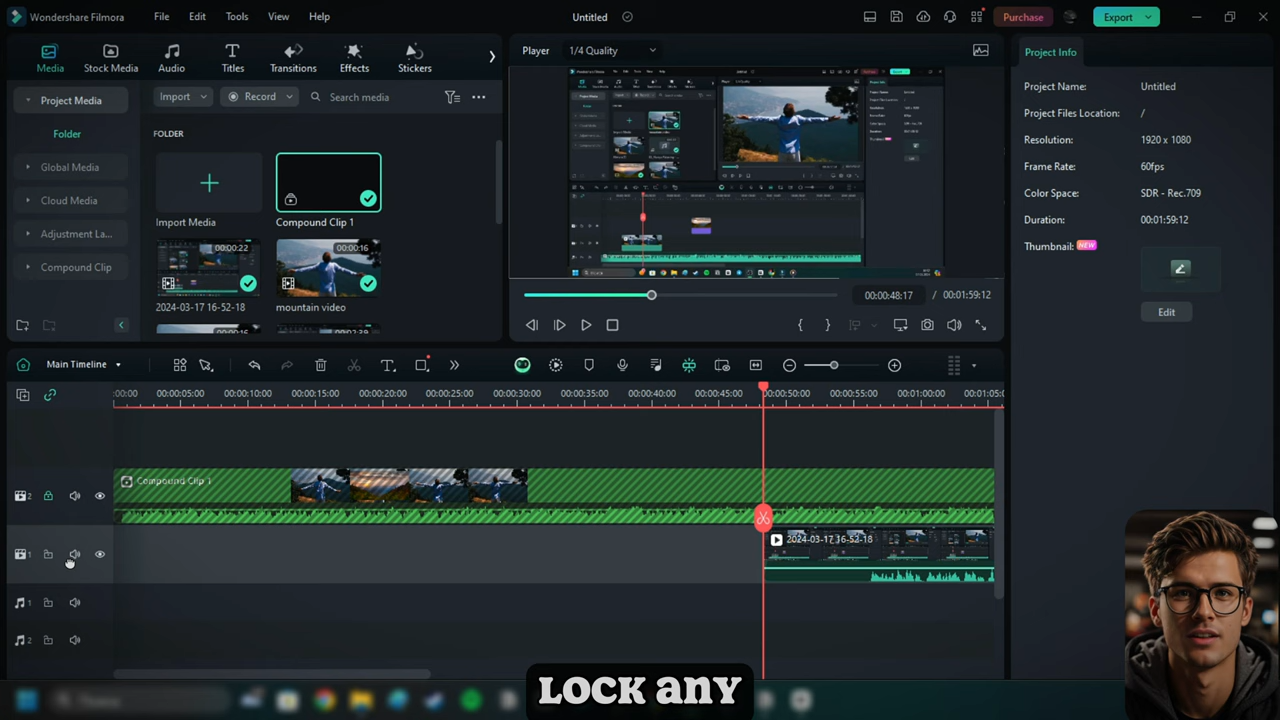 Wondershare Filmora
File
Edit
Tools
View
Help
Untitled
Purchase
Export
Media
Stock Media
Audio
Titles
Transitions
Effects
Stickers
Player
1/4 Quality
Project Info
Project Media
Folder
Global Media
Cloud Media
Adjustment La...
Compound Clip
Import
Record
Search media
FOLDER
Import Media
Compound Clip 1
00:00:22
2024-03-17 16-52-18
00:00:16
mountain video
00:00:48:17
/ 00:01:59:12
Project Name: Untitled
Project Files Location: /
Resolution: 1920 x 1080
Frame Rate: 60fps
Color Space: SDR - Rec.709
Duration: 00:01:59:12
Thumbnail: NEW
Edit
Main Timeline
:00:00 00:00:05:00 00:00:10:00 00:00:15:00 00:00:20:00 00:00:25:00 00:00:30:00 00:00:35:00 00:00:40:00 00:00:45:00 00:00:50:00 00:00:55:00 00:01:00:00 00:01:05:0
2
Compound Clip 1
1
2024-03-17 16-52-18
1
2
LOCK ANY